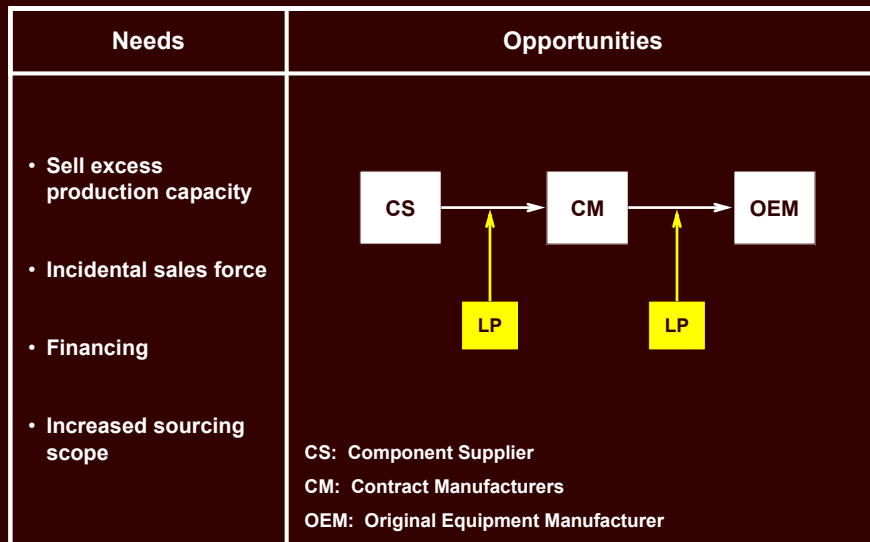 Needs
Opportunities
• Sell excess
production capacity
• Incidental sales force
• Financing
• Increased sourcing
scope
CS
CM
OEM
LP
LP
CS: Component Supplier
CM: Contract Manufacturers
OEM: Original Equipment Manufacturer